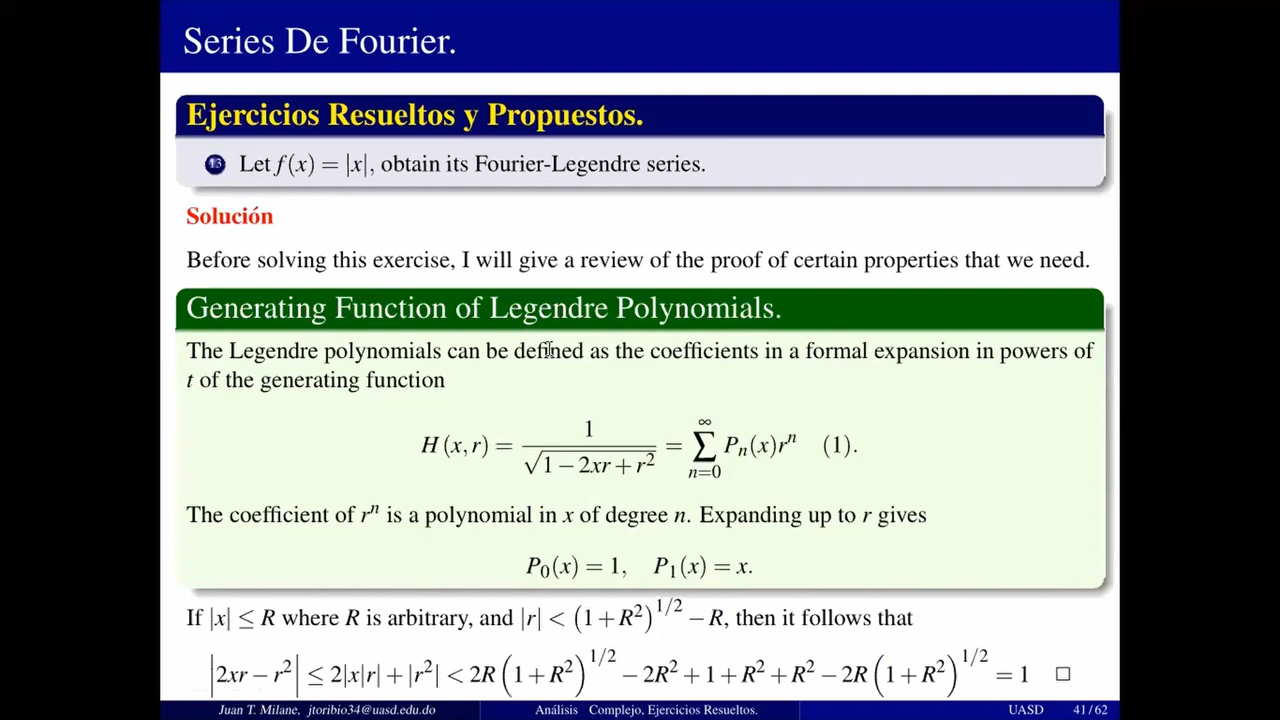 Series De Fourier.
Ejercicios Resueltos y Propuestos.
13 Let f(x) = |x|, obtain its Fourier-Legendre series.
Solución
Before solving this exercise, I will give a review of the proof of certain properties that we need.
Generating Function of Legendre Polynomials.
The Legendre polynomials can be defined as the coefficients in a formal expansion in powers of
t of the generating function
H(x,r) = 1/√(1−2xr+r²) = ∑_{n=0}^{∞} Pₙ(x)rⁿ (1).
The coefficient of rⁿ is a polynomial in x of degree n. Expanding up to r gives
P₀(x) = 1, P₁(x) = x.
If |x| ≤ R where R is arbitrary, and |r| < (1+R²)^{1/2} − R, then it follows that
|2xr − r²| ≤ 2|x|r| + |r²| < 2R(1+R²)^{1/2} − 2R² + 1 + R² + R² − 2R(1+R²)^{1/2} = 1 □
Juan T. Milane, jtoribio34@uasd.edu.do Análisis Complejo, Ejercicios Resueltos. UASD 41/62